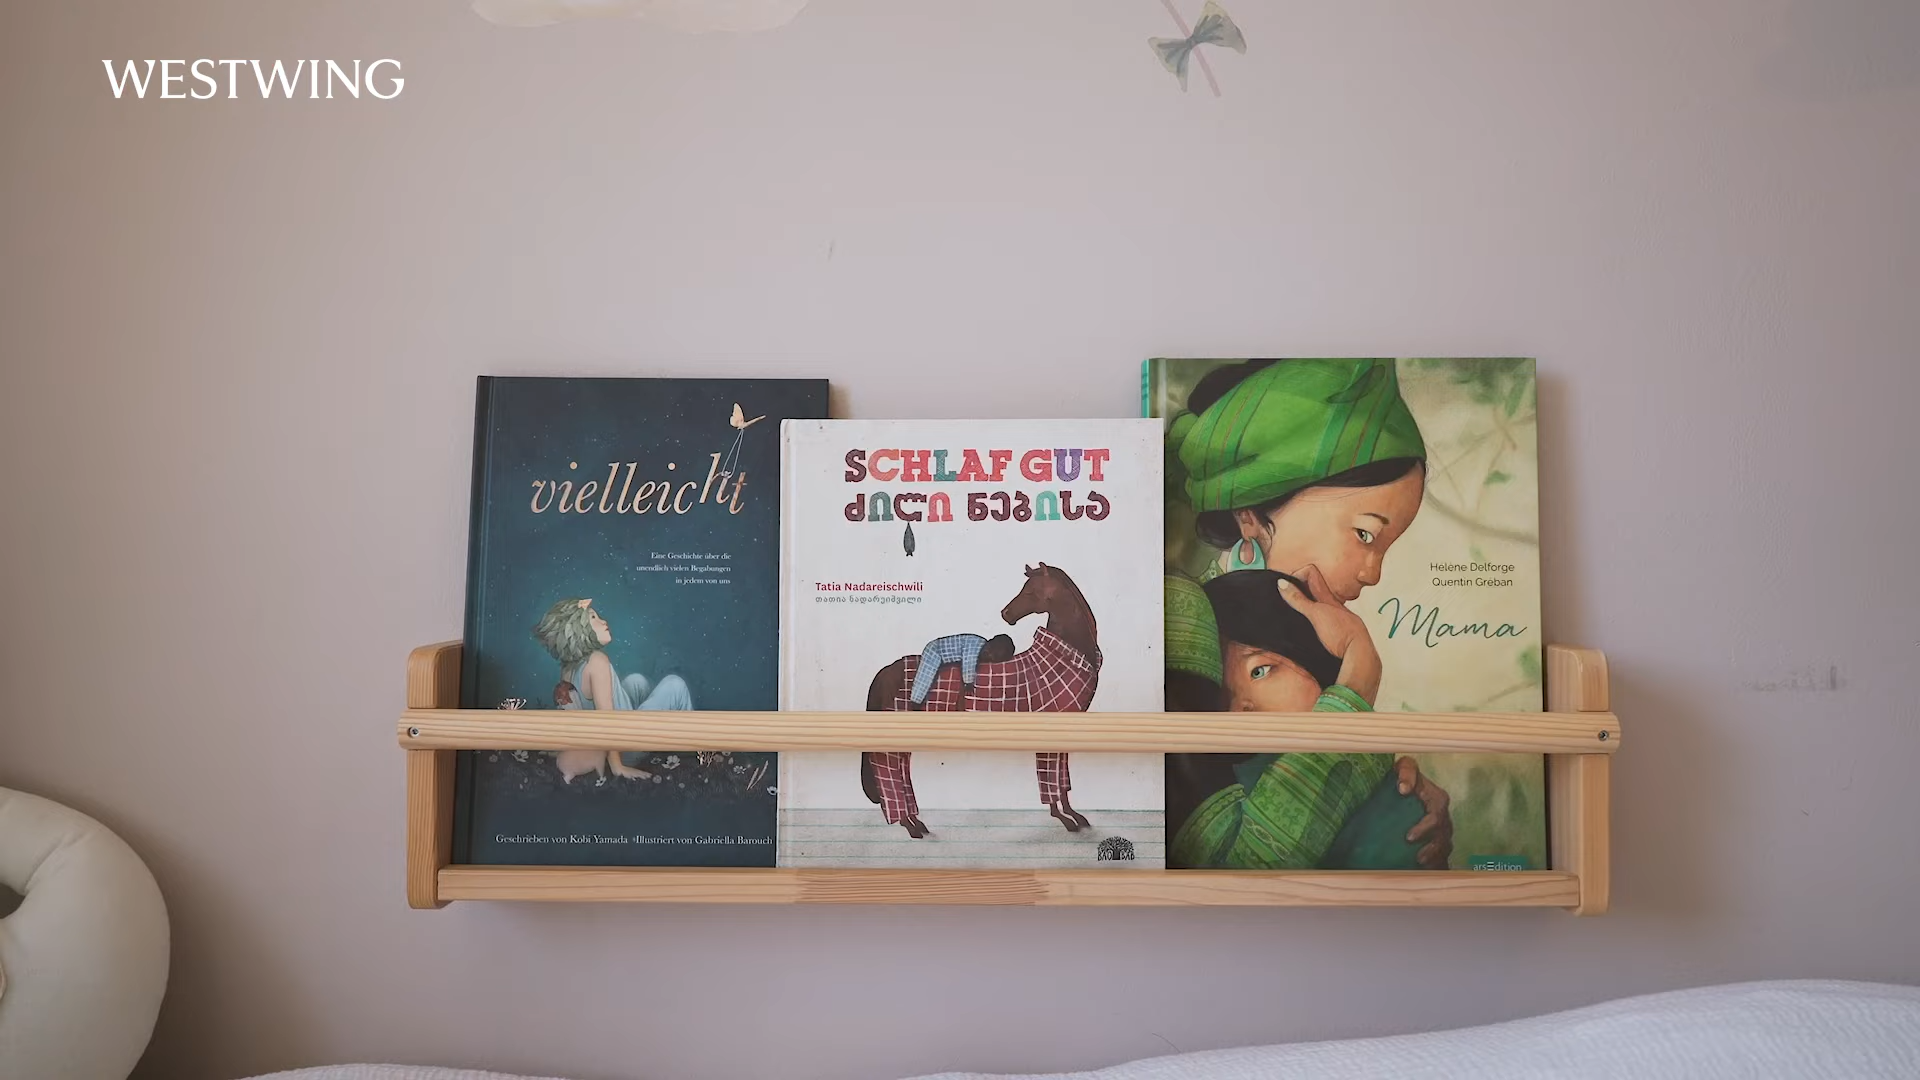 WESTWING
vielleicht
Eine Geschichte über die
unendlich vielen Begabungen
in jedem von uns
Geschrieben von Kobi Yamada
Illustriert von Gabriella Barouch
SCHLAF GUT
ძილი ნებისა
Tatia Nadareischwili
თათია ნადარეიშვილი
BAOBAB
Hélène Delforge
Quentin Gréban
Mama
arsEdition